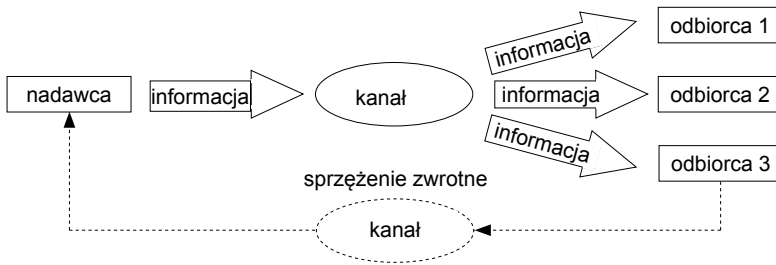 nadawca
informacja
kanał
informacja
informacja
informacja
odbiorca 1
odbiorca 2
odbiorca 3
sprzężenie zwrotne
kanał